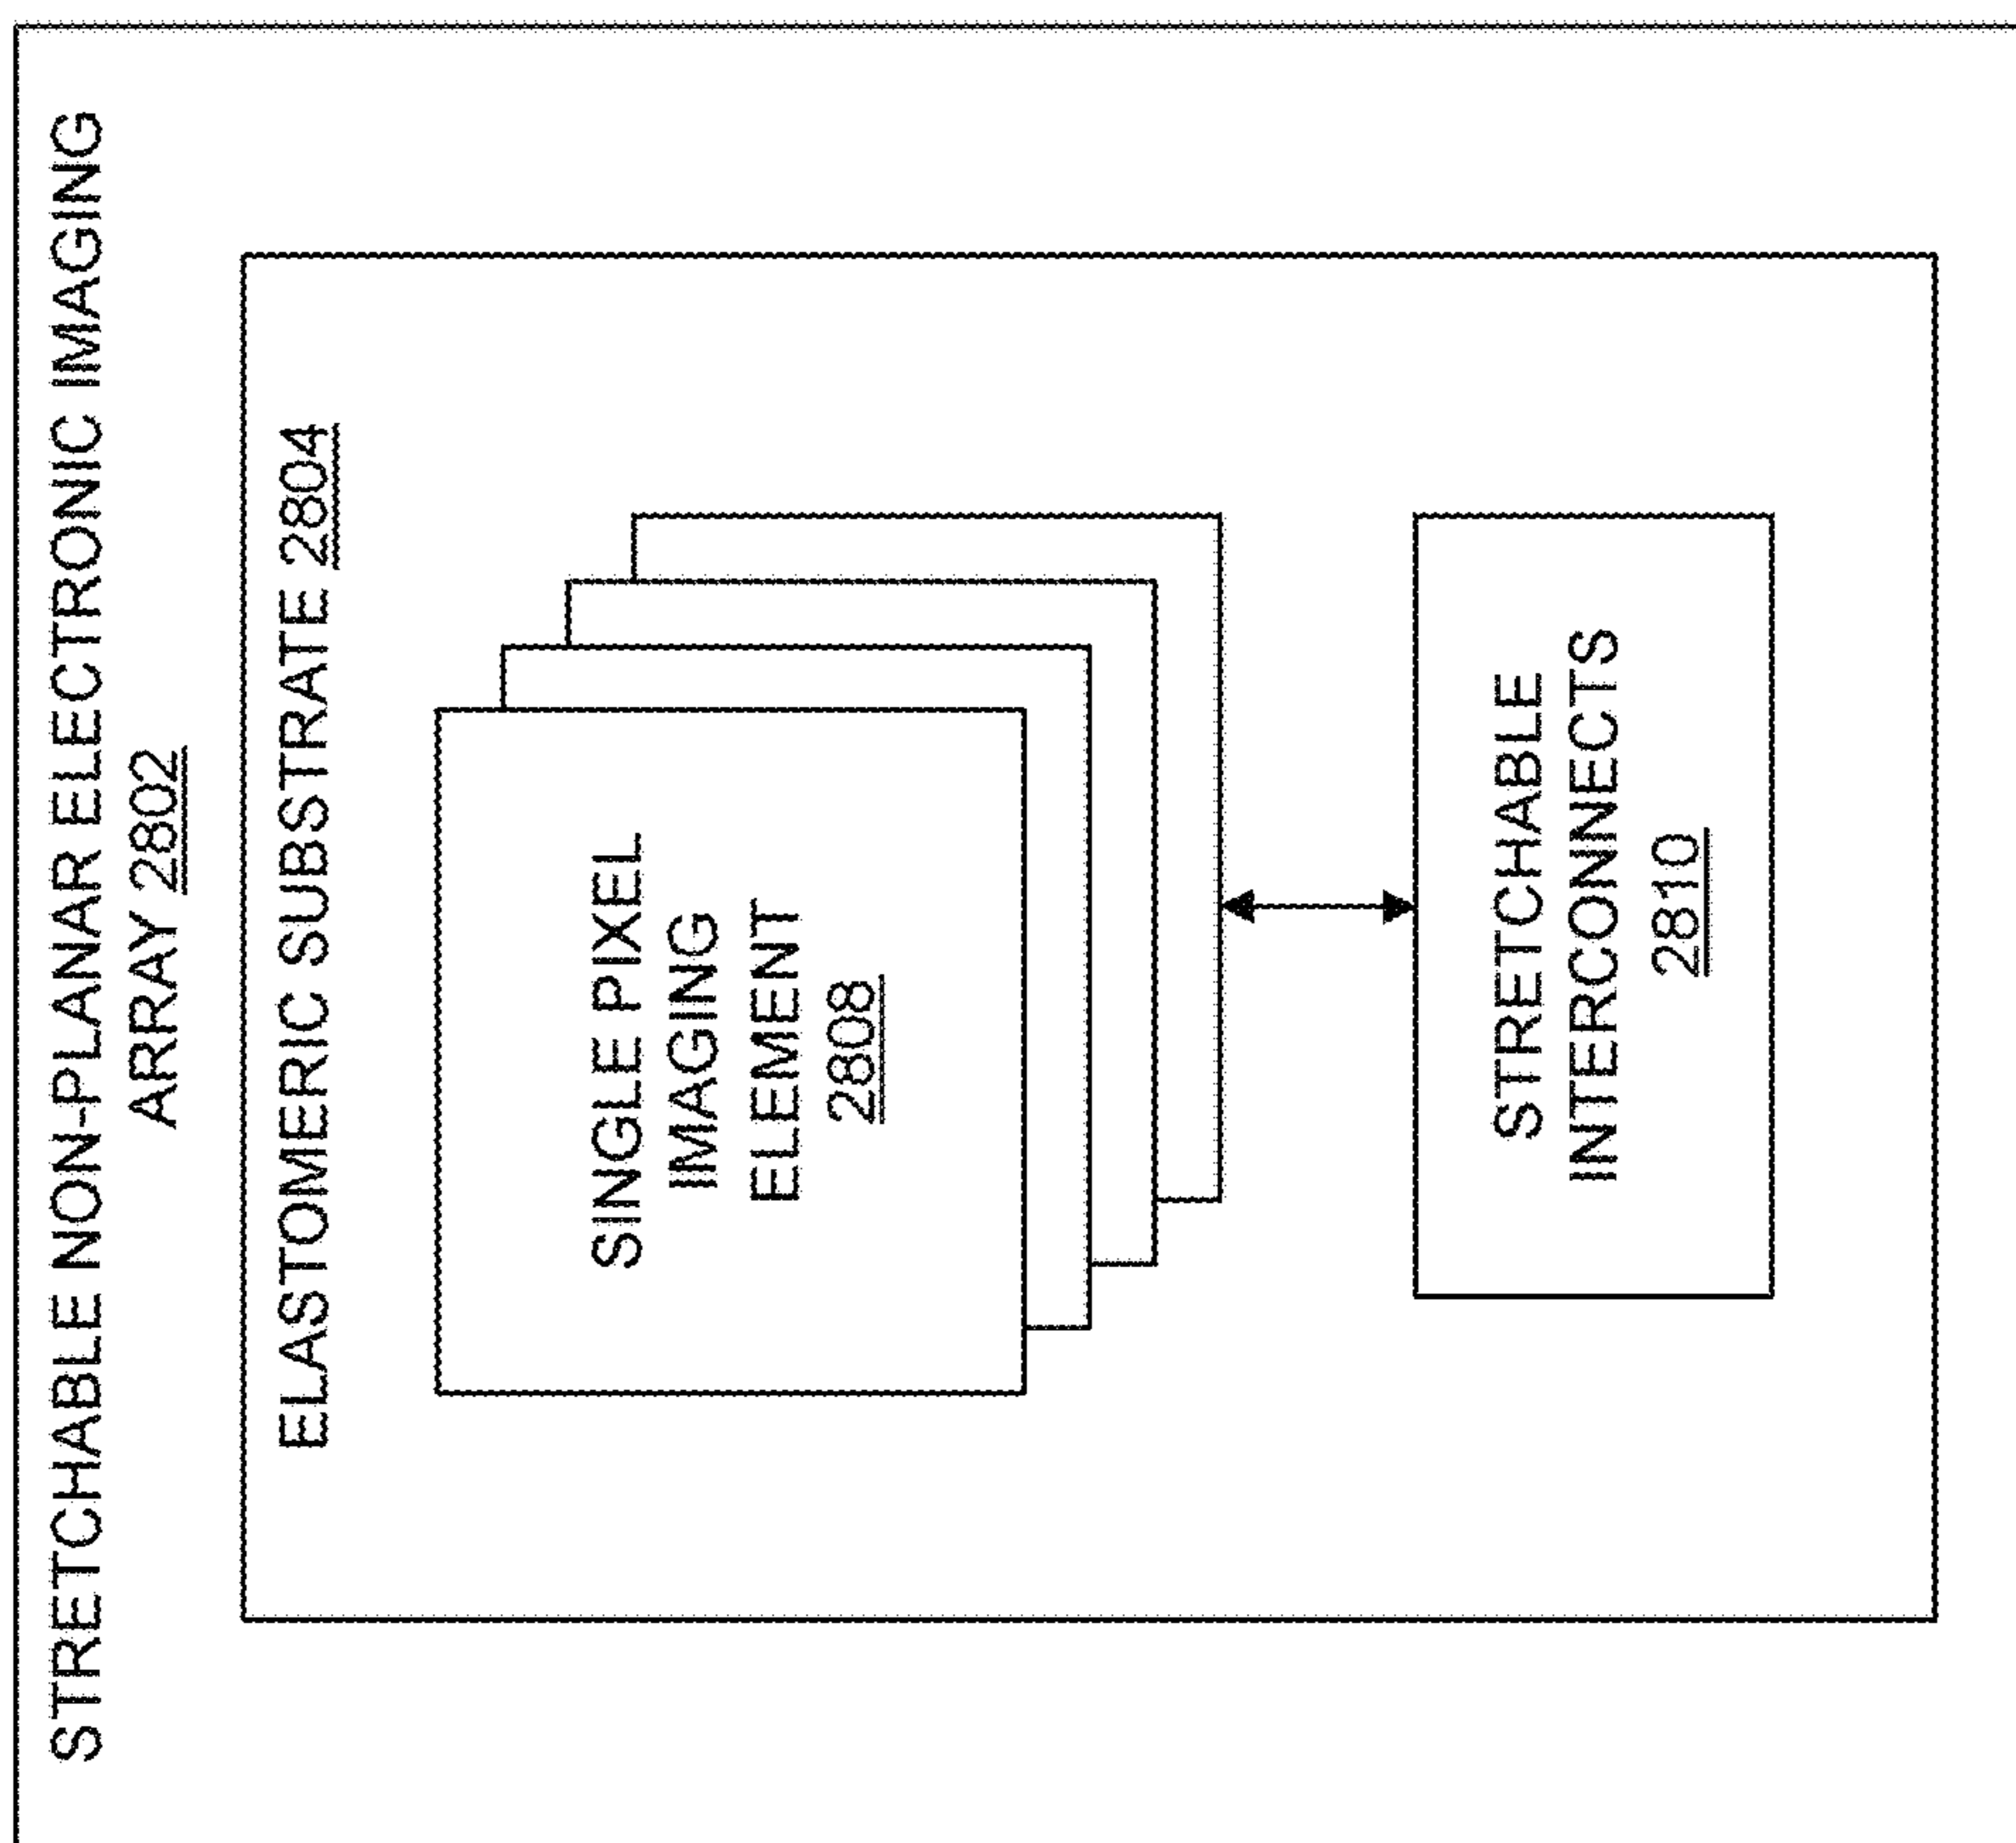 STRETCHABLE NON-PLANAR ELECTRONIC IMAGING
ARRAY 2802
ELASTOMERIC SUBSTRATE 2804
SINGLE PIXEL
IMAGING
ELEMENT
2808
STRETCHABLE
INTERCONNECTS
2810